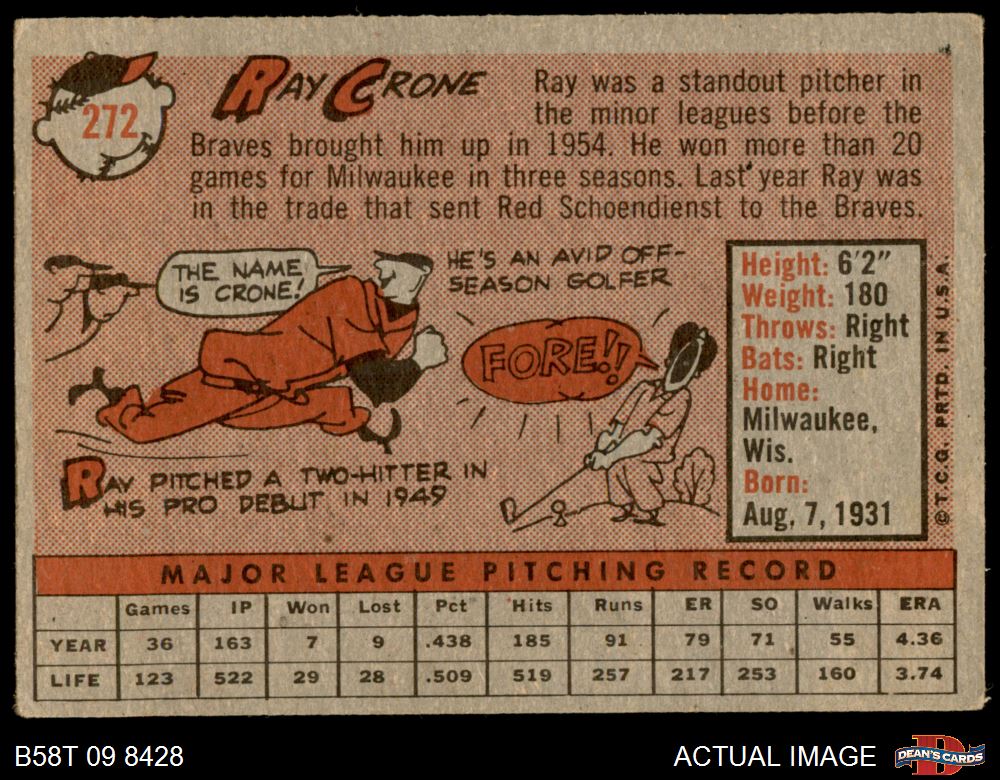 272
RAY CRONE
Ray was a standout pitcher in
the minor leagues before the
Braves brought him up in 1954. He won more than 20
games for Milwaukee in three seasons. Last year Ray was
in the trade that sent Red Schoendienst to the Braves.
THE NAME
IS CRONE!
HE'S AN AVID OFF-
SEASON GOLFER
FORE!!
RAY PITCHED A TWO-HITTER IN
HIS PRO DEBUT IN 1949
Height: 6'2"
Weight: 180
Throws: Right
Bats: Right
Home:
Milwaukee,
Wis.
Born:
Aug. 7, 1931
© T.C.G. PRTD. IN U.S.A.
MAJOR LEAGUE PITCHING RECORD
Games IP Won Lost Pct Hits Runs ER SO Walks ERA
YEAR 36 163 7 9 .438 185 91 79 71 55 4.36
LIFE 123 522 29 28 .509 519 257 217 253 160 3.74
B58T 09 8428
ACTUAL IMAGE
D
DEAN'S CARDS